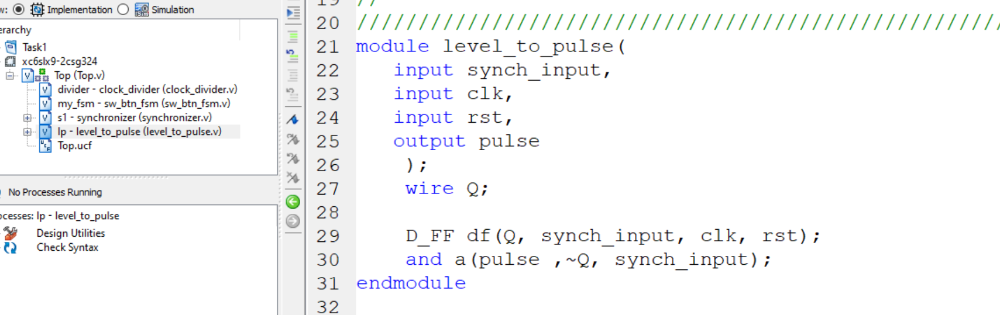 w: Implementation Simulation
erarchy
Task1
xc6slx9-2csg324
Top (Top.v)
divider - clock_divider (clock_divider.v)
my_fsm - sw_btn_fsm (sw_btn_fsm.v)
s1 - synchronizer (synchronizer.v)
lp - level_to_pulse (level_to_pulse.v)
Top.ucf
No Processes Running
ocesses: lp - level_to_pulse
Design Utilities
Check Syntax
19 //
20 //////////////////////////////////////////////////////
21 module level_to_pulse(
22 input synch_input,
23 input clk,
24 input rst,
25 output pulse
26 );
27 wire Q;
28
29 D_FF df(Q, synch_input, clk, rst);
30 and a(pulse ,~Q, synch_input);
31 endmodule
32